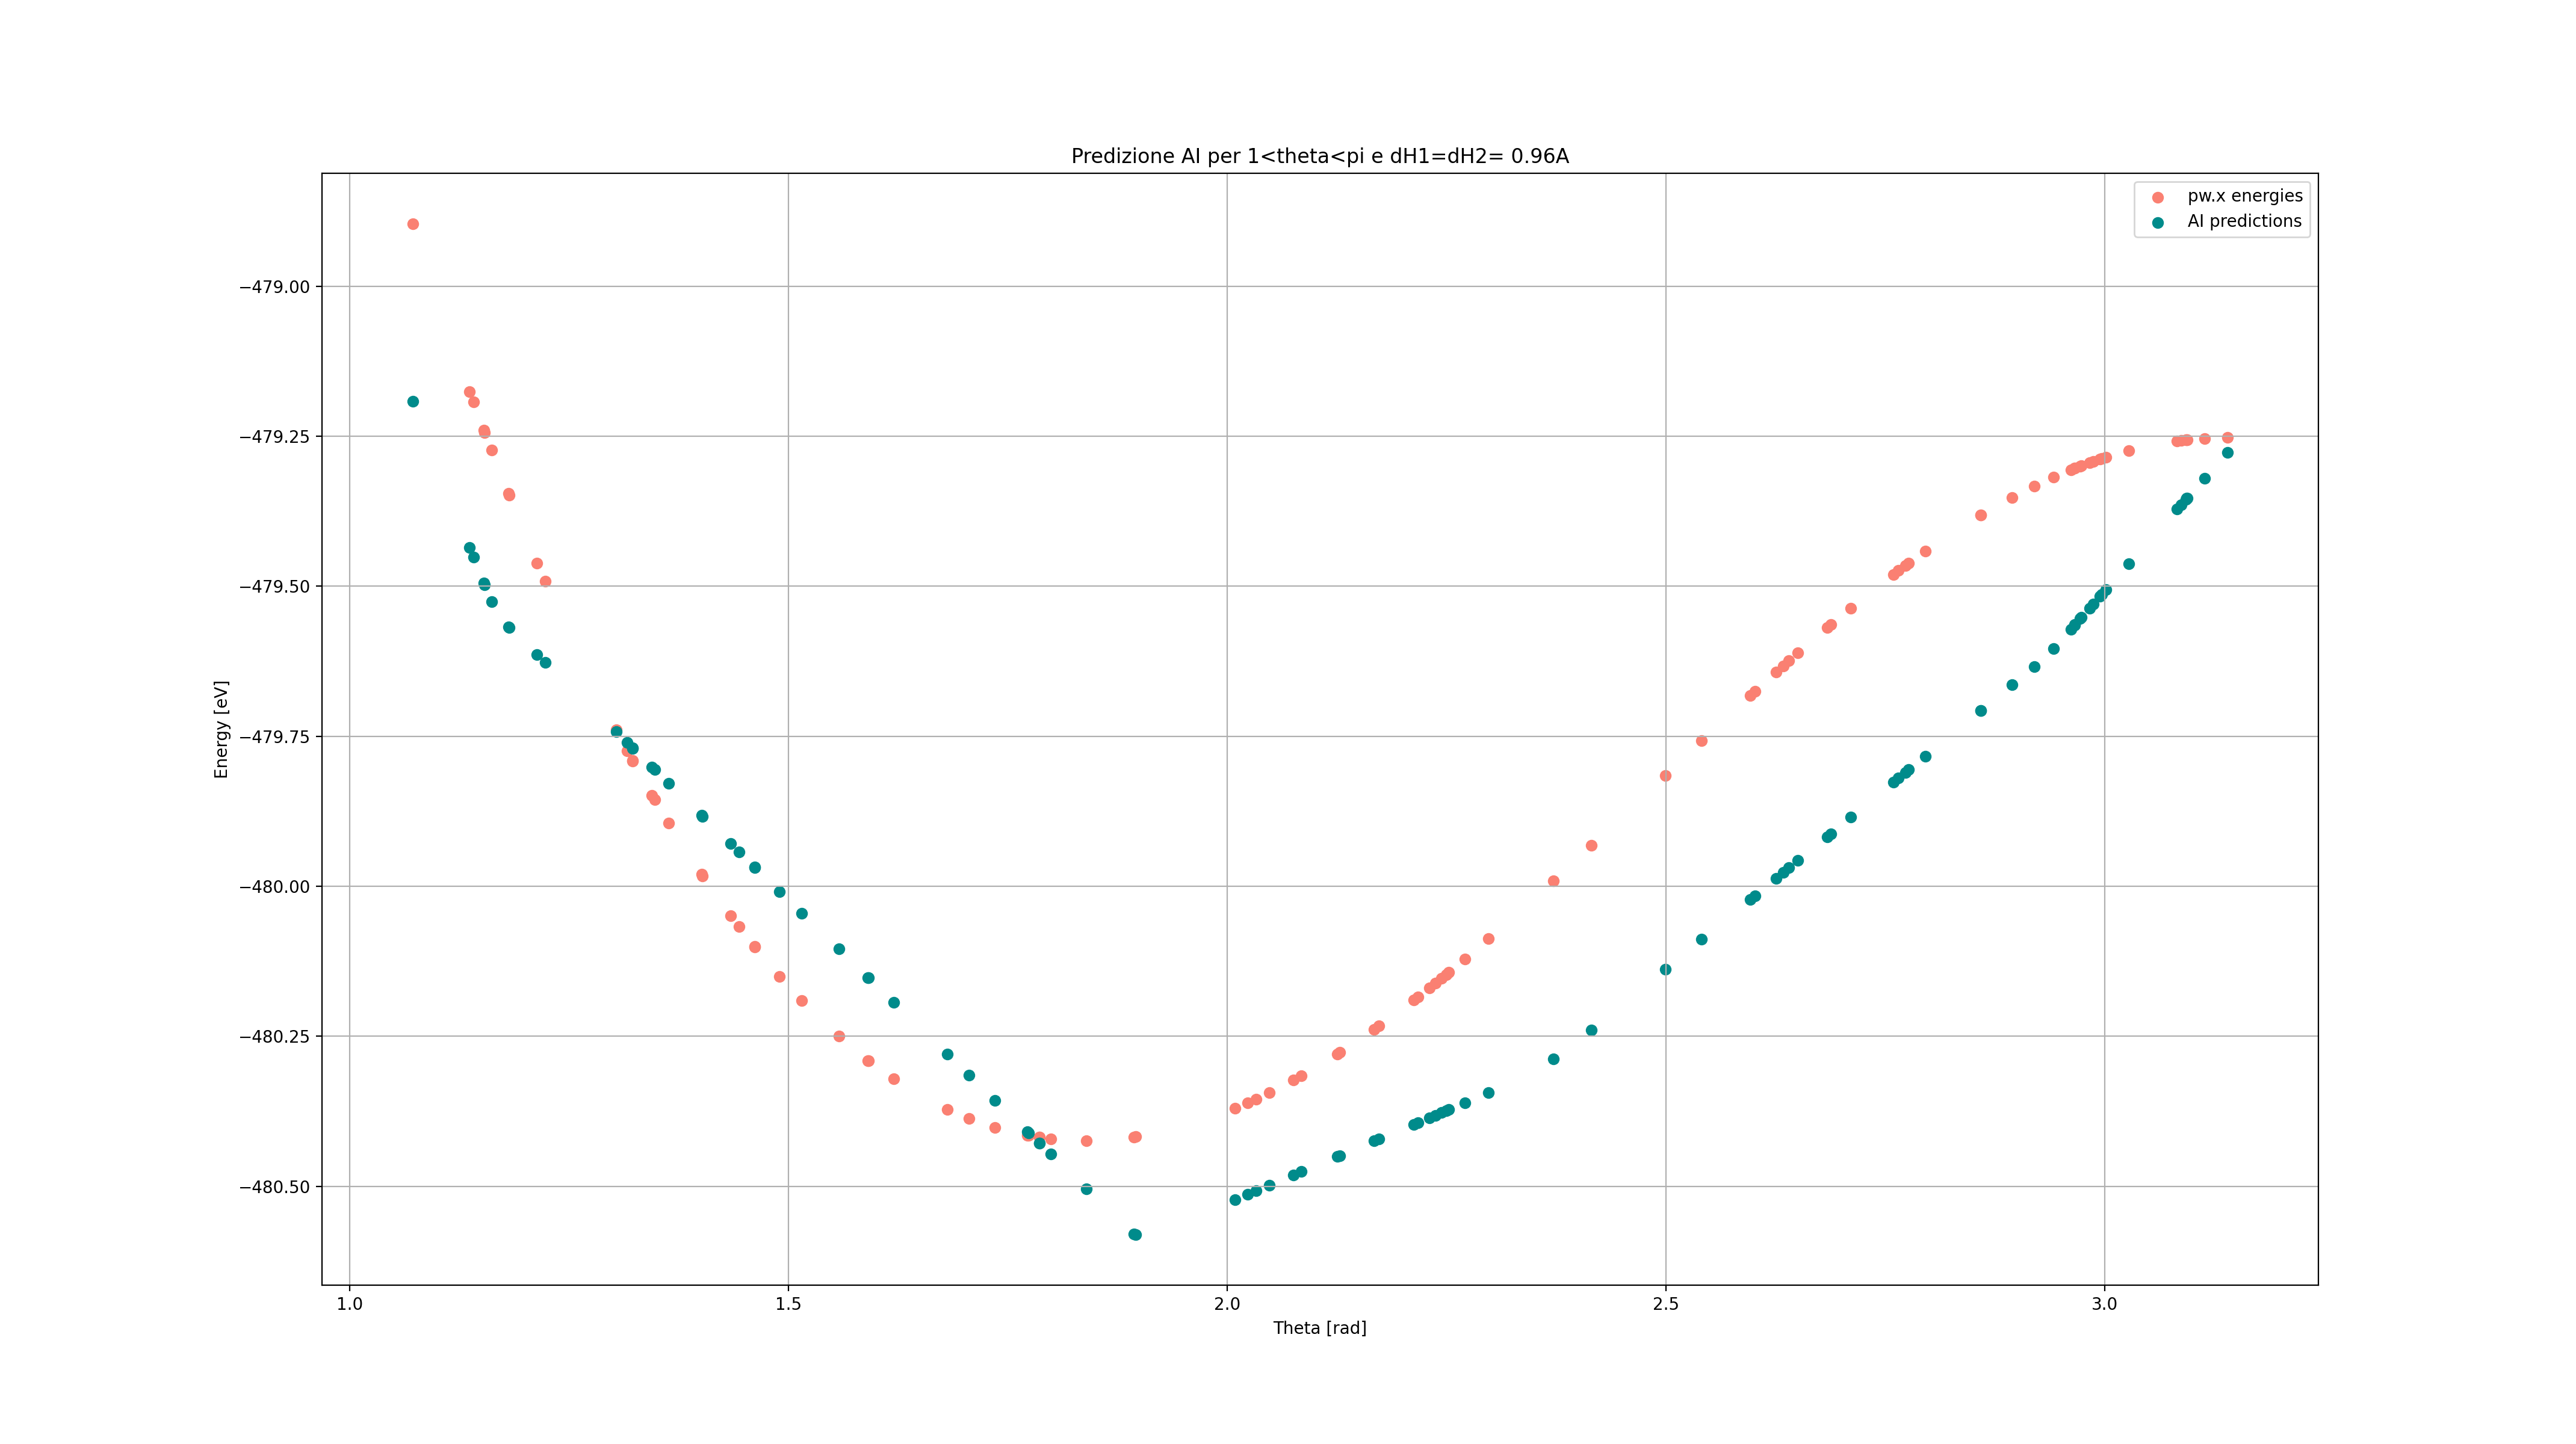 Predizione AI per 1<theta<pi e dH1=dH2= 0.96A
pw.x energies
AI predictions
−479.00
−479.25
−479.50
−479.75
−480.00
−480.25
−480.50
Energy [eV]
1.0 1.5 2.0 2.5 3.0
Theta [rad]